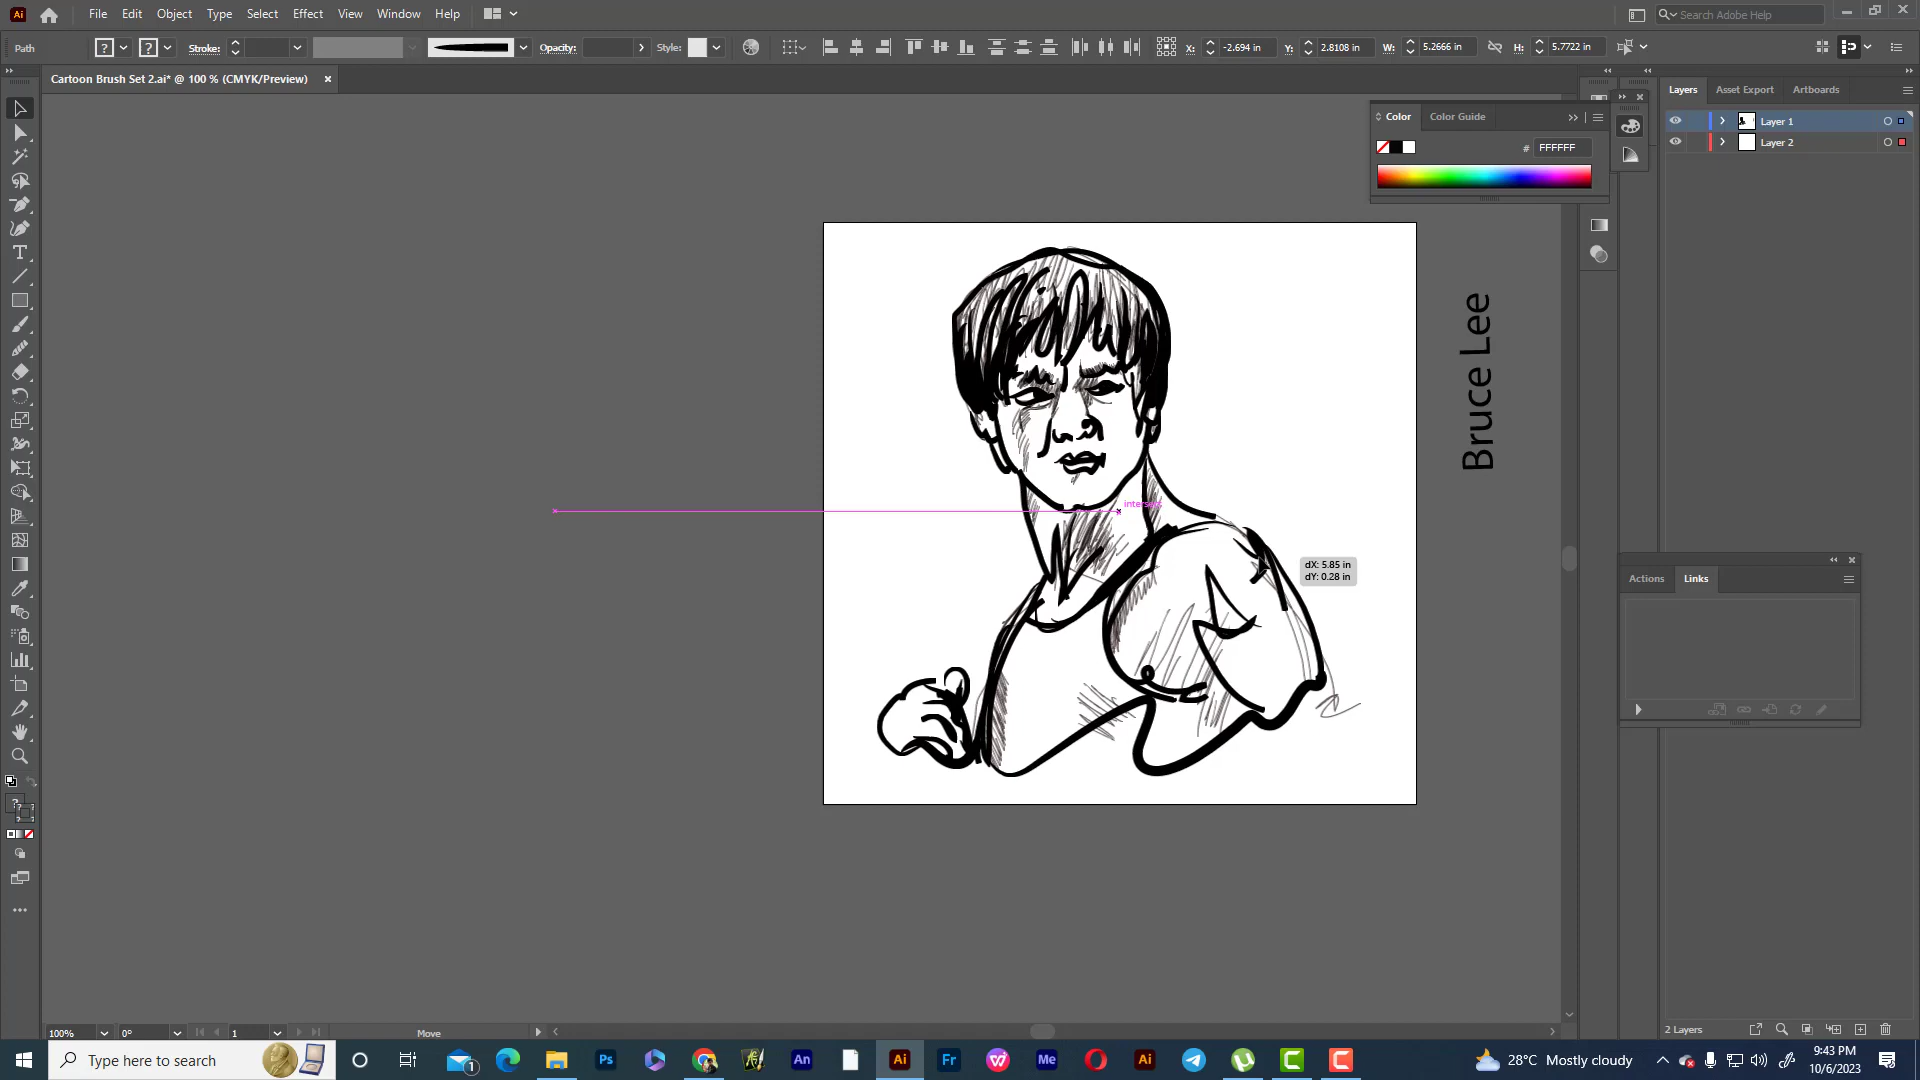 File Edit Object Type Select Effect View Window Help
Search Adobe Help
Path
Stroke:
Opacity:
Style:
X: -2.694 in
Y: 2.8108 in
W: 5.2666 in
H: 5.7722 in
Cartoon Brush Set 2.ai* @ 100 % (CMYK/Preview)
Layers Asset Export Artboards
Color Color Guide
Layer 1
Layer 2
# FFFFFF
Bruce Lee
intersect
dX: 5.85 in
dY: 0.28 in
Actions Links
100%
0°
1
Move
2 Layers
Type here to search
28°C Mostly cloudy
9:43 PM
10/6/2023